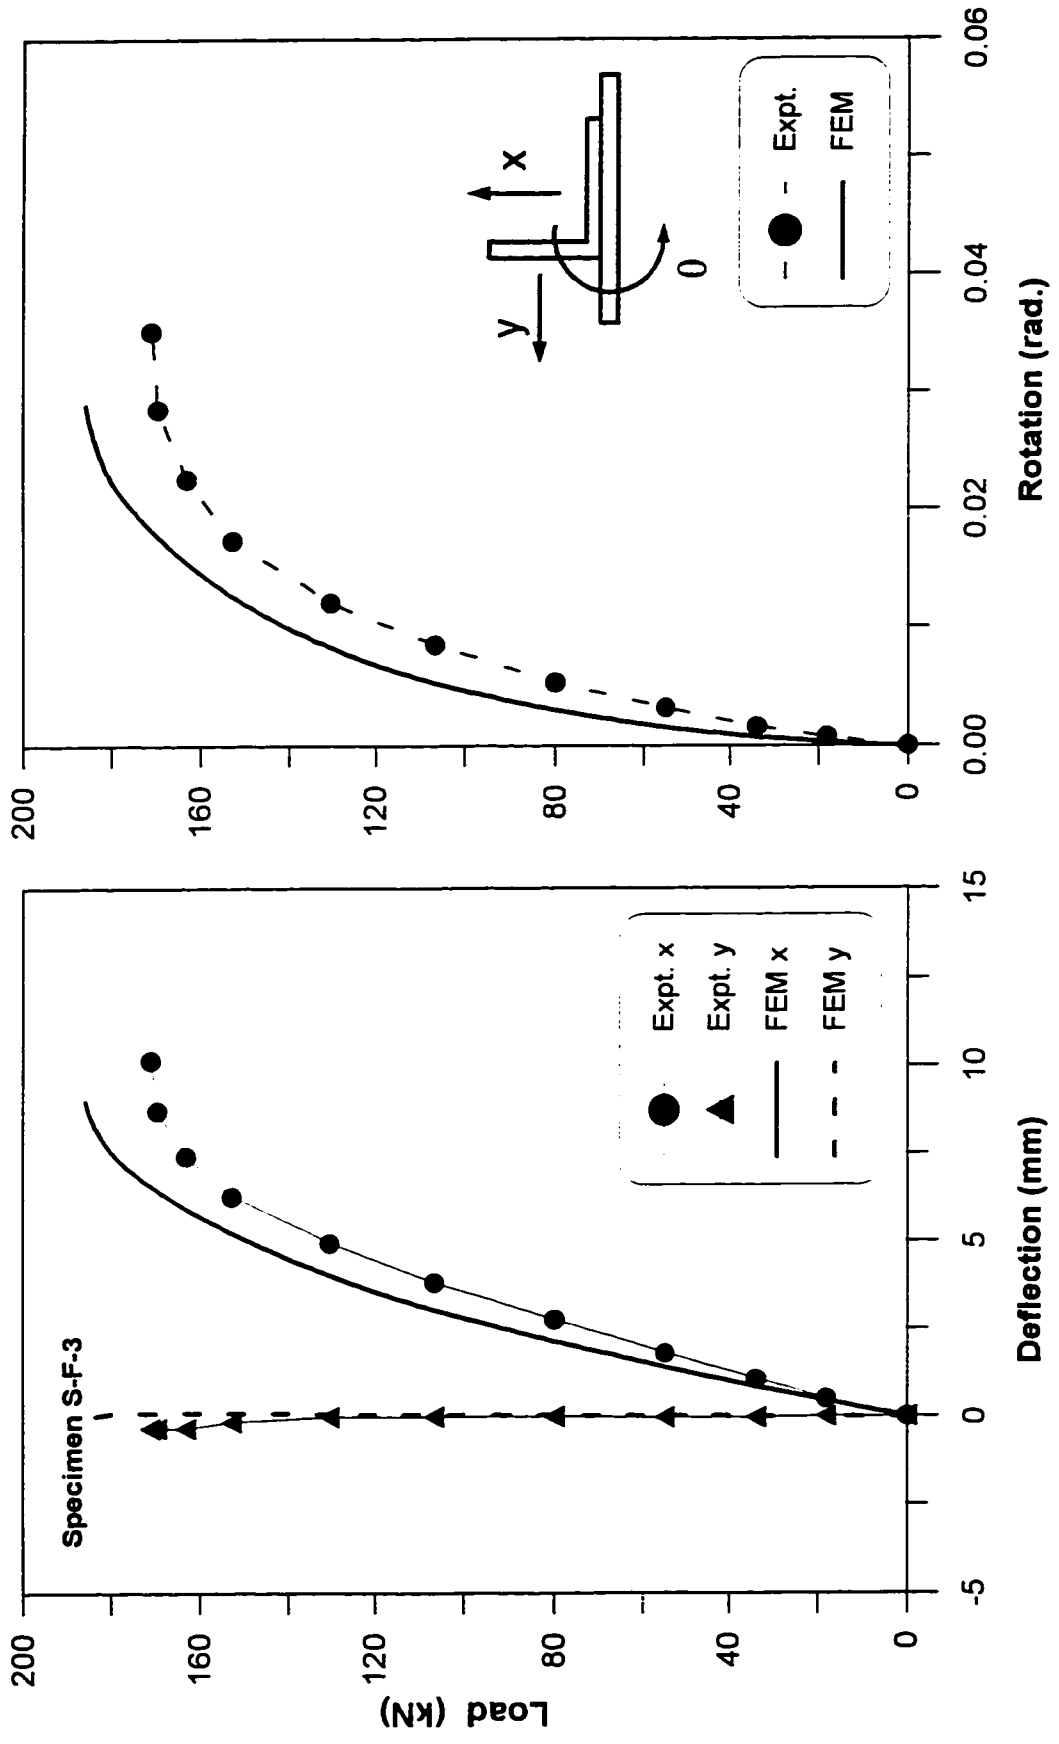 Specimen S-F-3
Load (kN)
200
160
120
80
40
0
-5
0
5
10
15
Deflection (mm)
Expt. x
Expt. y
FEM x
FEM y
200
160
120
80
40
0
0.00
0.02
0.04
0.06
Rotation (rad.)
x
y
θ
Expt.
FEM